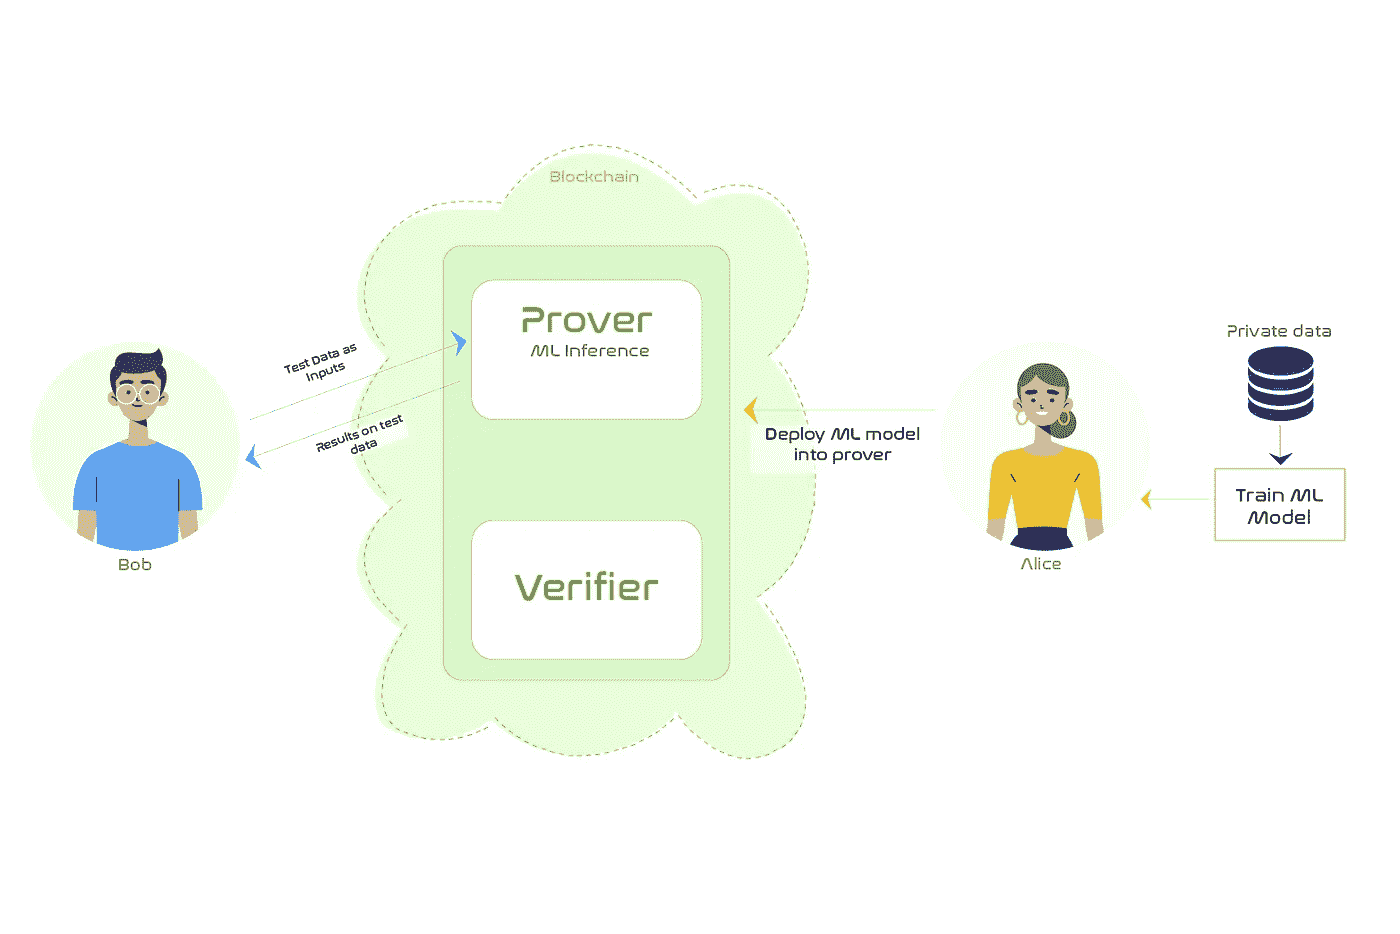 Blockchain
Prover
ML Inference
Test Data as
Inputs
Results on test
data
Bob
Verifier
Deploy ML model
into prover
Alice
Private data
Train ML
Model